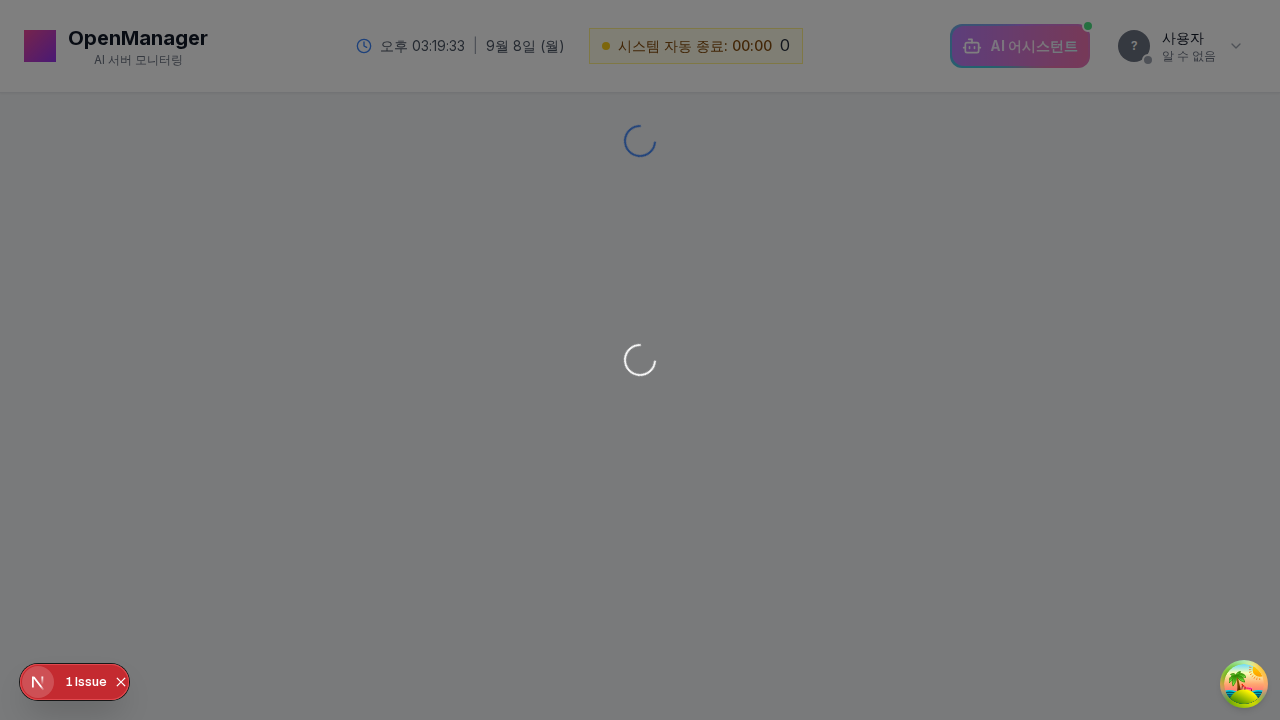 OpenManager
AI 서버 모니터링
오후 03:19:33 | 9월 8일 (월)
시스템 자동 종료: 00:00 0
AI 어시스턴트
?
사용자
알 수 없음
N
1 Issue